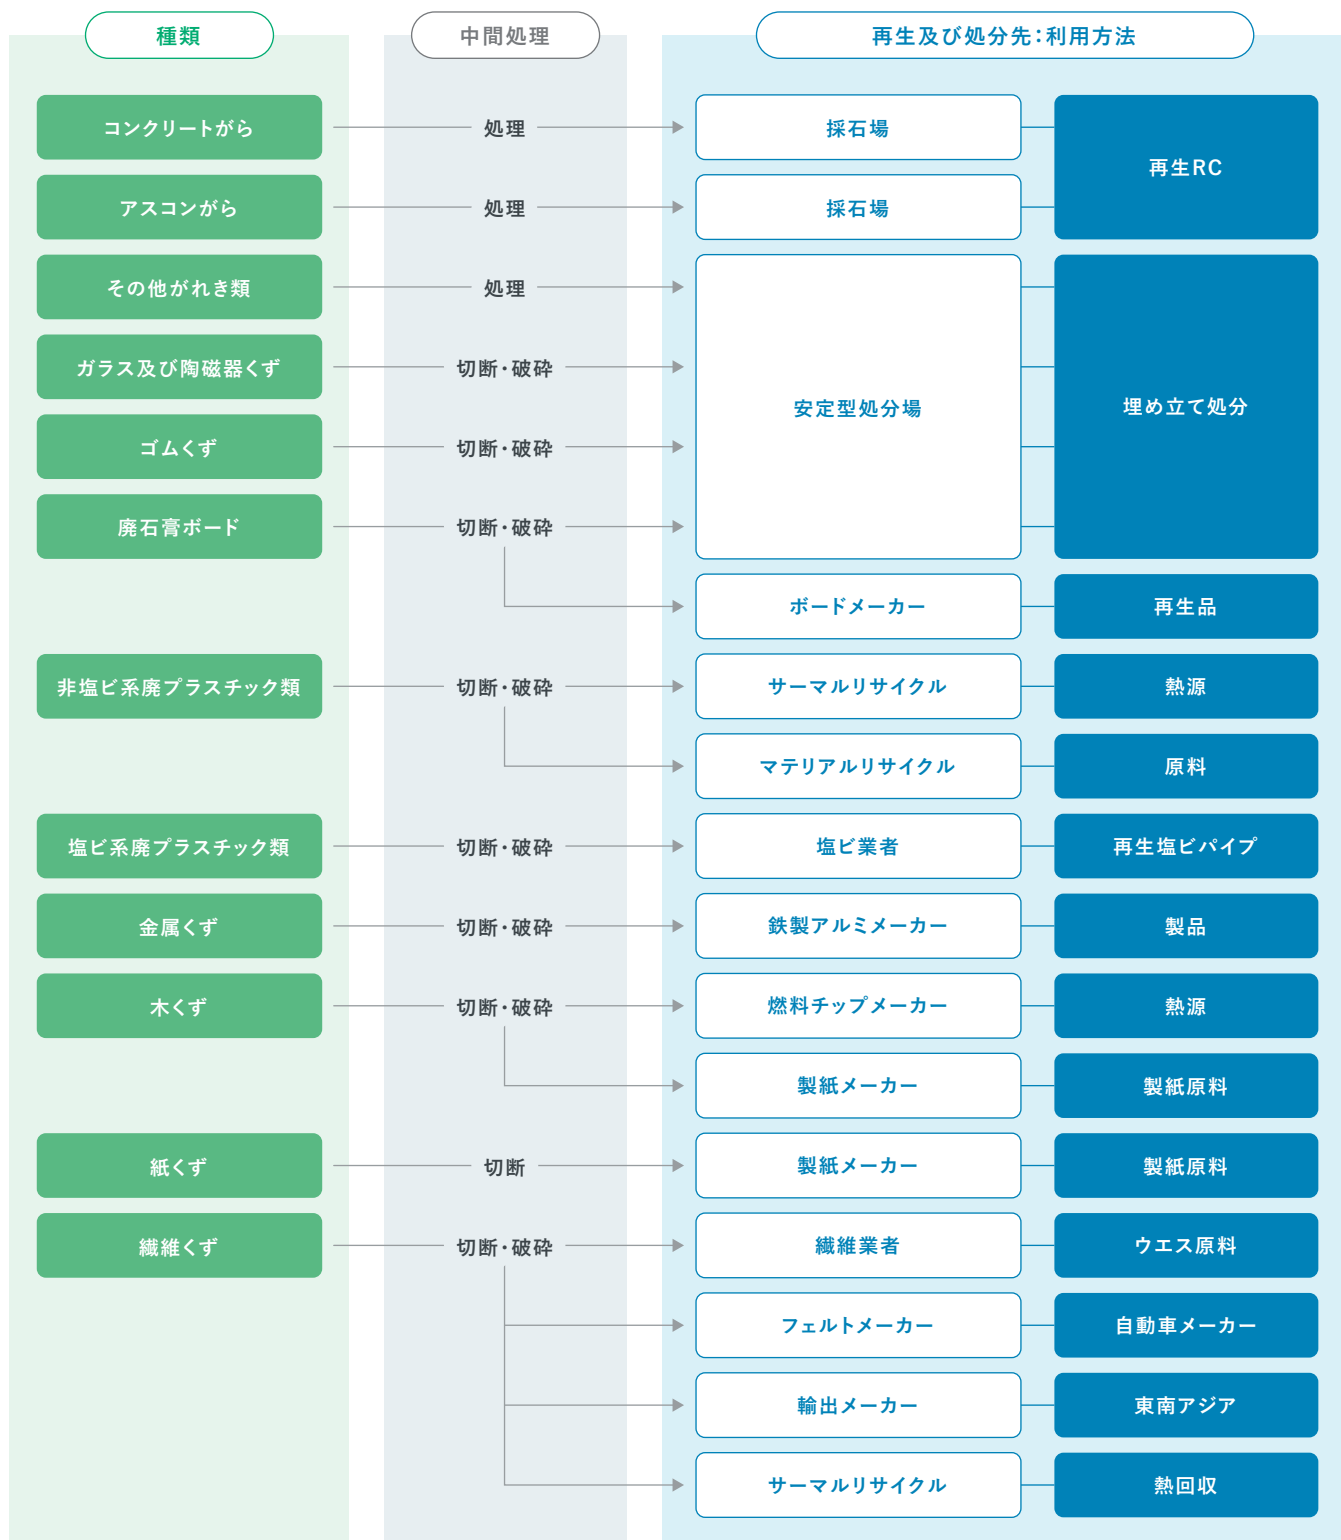 種類
中間処理
再生及び処分先：利用方法
コンクリートがら
処理
採石場
再生RC
アスコンがら
処理
採石場
その他がれき類
処理
ガラス及び陶磁器くず
切断・破砕
安定型処分場
埋め立て処分
ゴムくず
切断・破砕
廃石膏ボード
切断・破砕
ボードメーカー
再生品
非塩ビ系廃プラスチック類
切断・破砕
サーマルリサイクル
熱源
マテリアルリサイクル
原料
塩ビ系廃プラスチック類
切断・破砕
塩ビ業者
再生塩ビパイプ
金属くず
切断・破砕
鉄製アルミメーカー
製品
木くず
切断・破砕
燃料チップメーカー
熱源
製紙メーカー
製紙原料
紙くず
切断
製紙メーカー
製紙原料
繊維くず
切断・破砕
繊維業者
ウエス原料
フェルトメーカー
自動車メーカー
輸出メーカー
東南アジア
サーマルリサイクル
熱回収